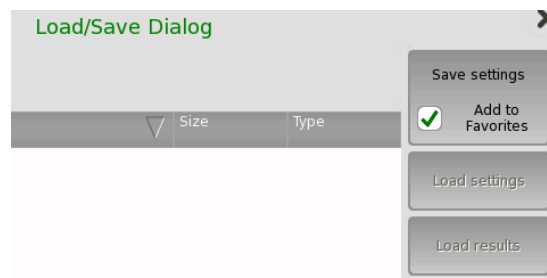 Load/Save Dialog
Save settings
Add to
Favorites
Size Type
Load settings
Load results